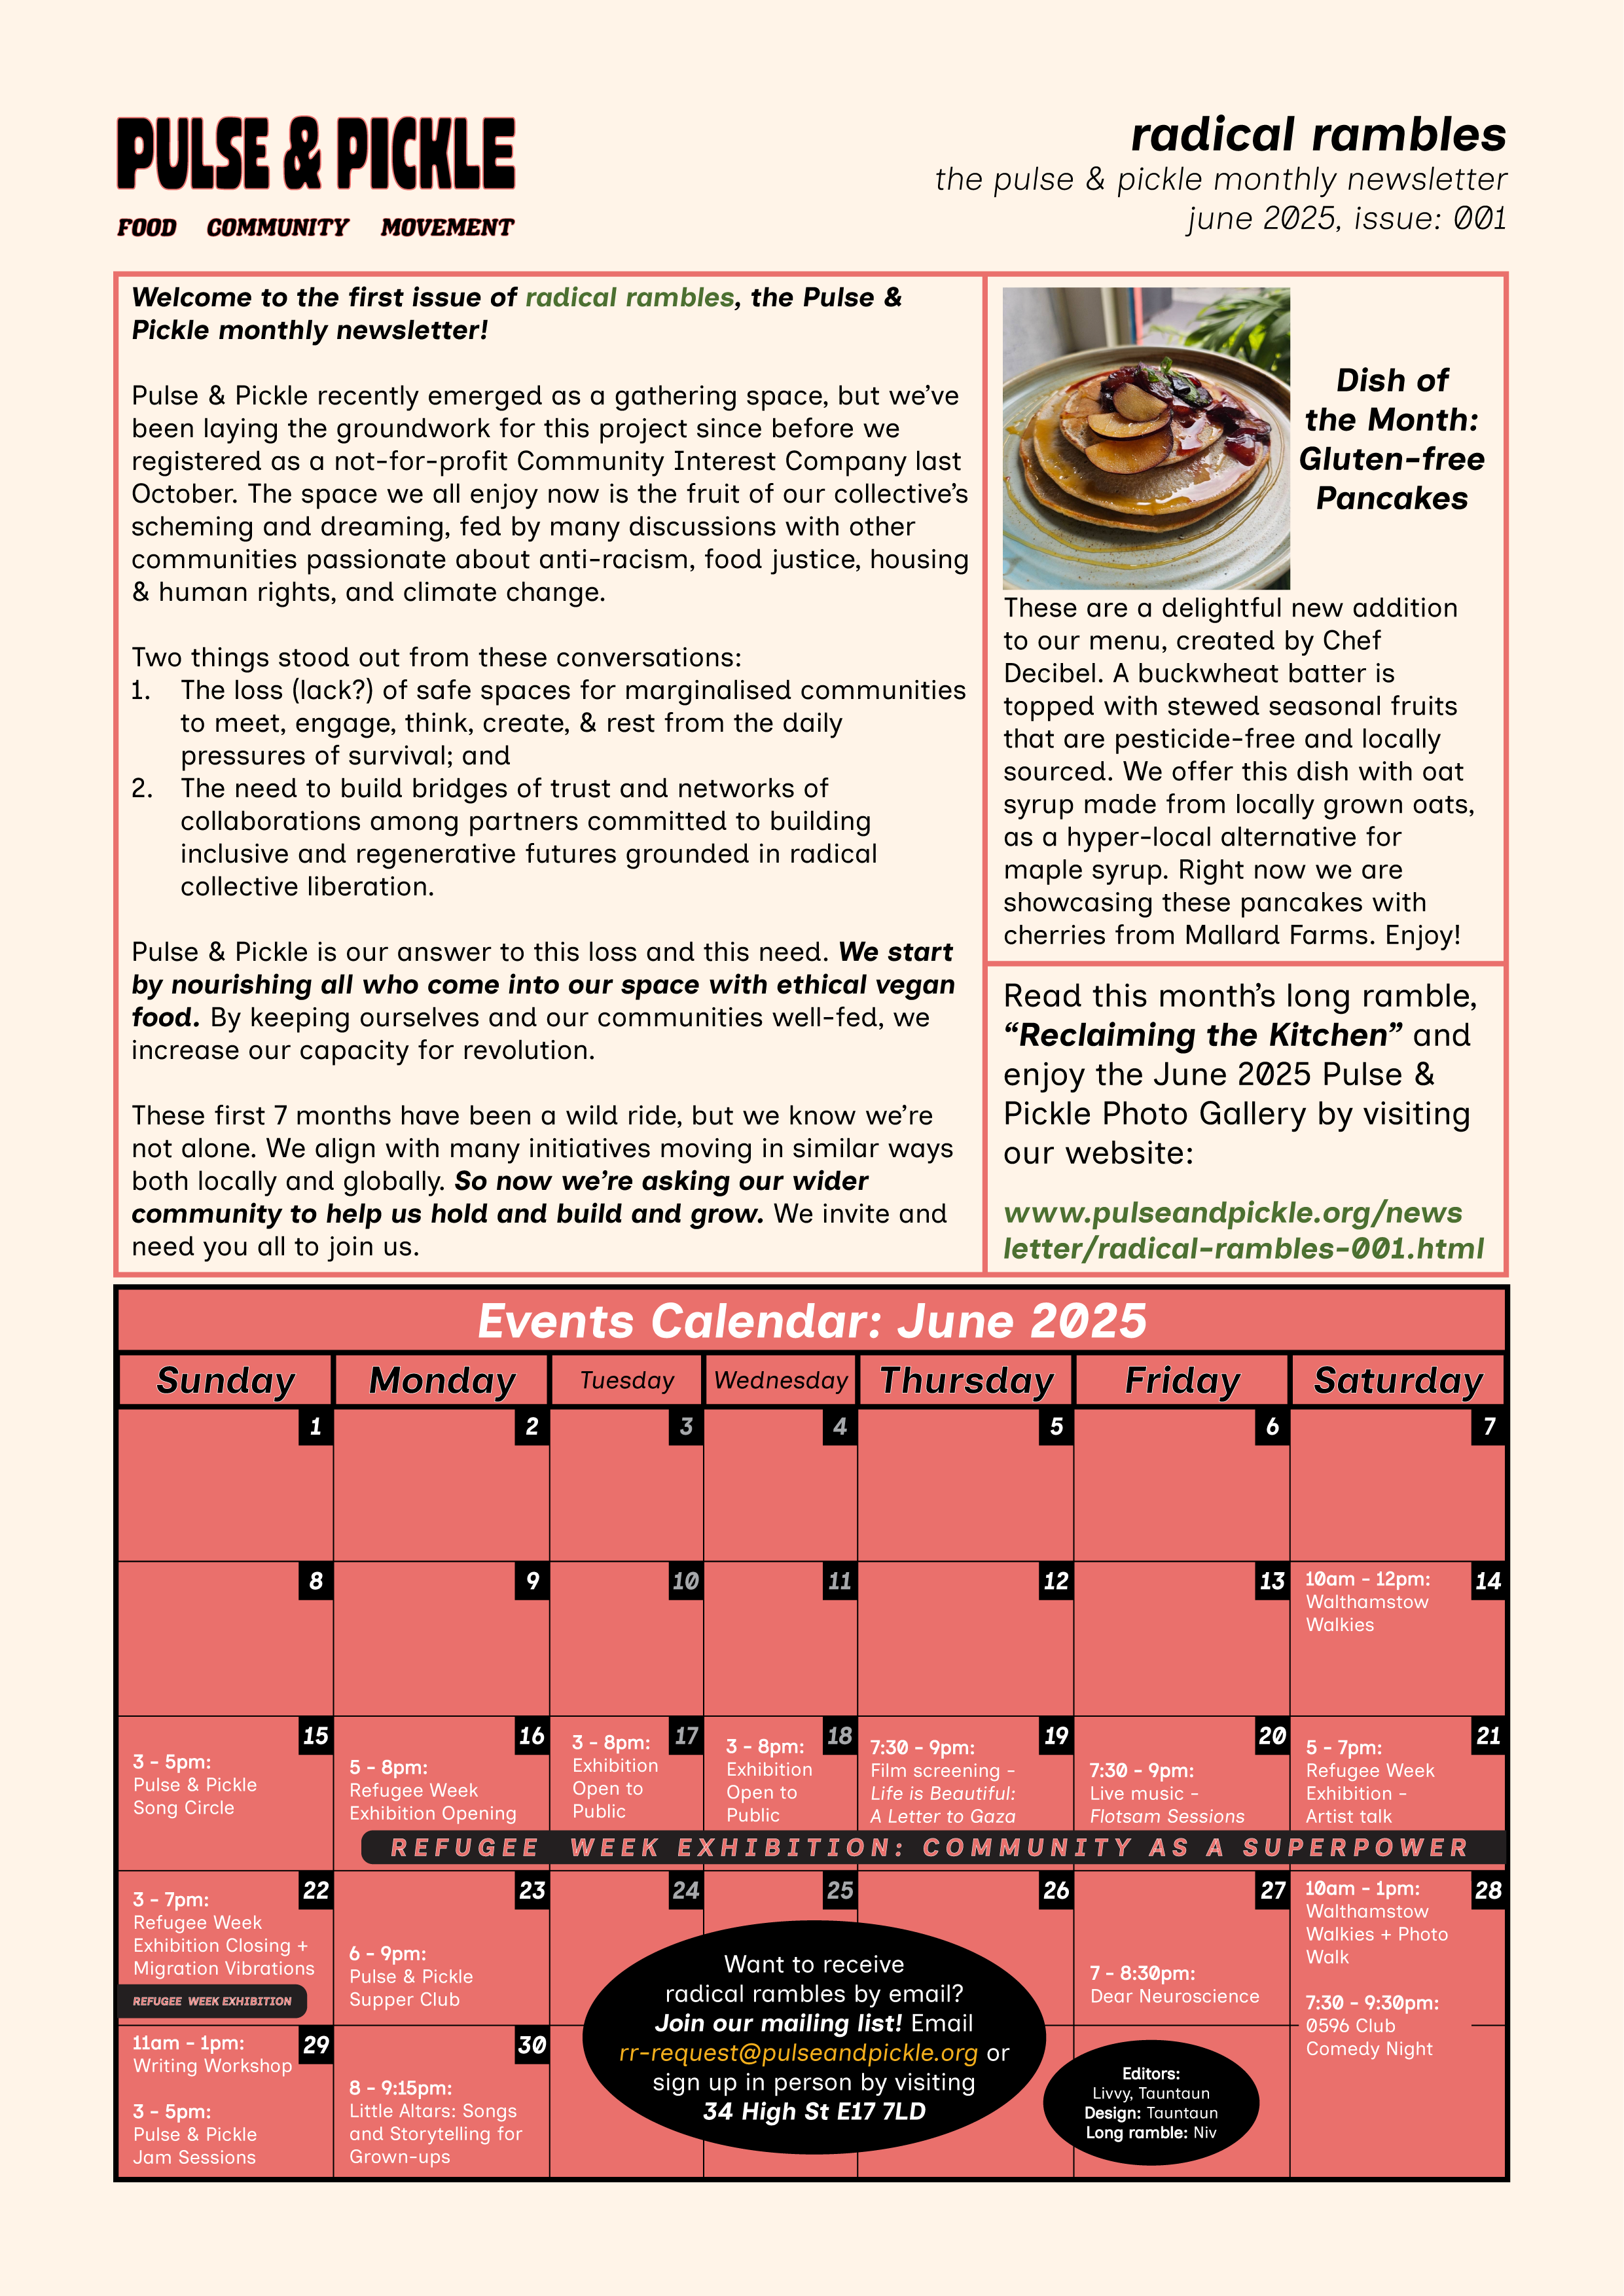 PULSE & PICKLE
FOOD COMMUNITY MOVEMENT
radical rambles
the pulse & pickle monthly newsletter
june 2025, issue: 001
Welcome to the first issue of radical rambles, the Pulse &
Pickle monthly newsletter!
Pulse & Pickle recently emerged as a gathering space, but we’ve
been laying the groundwork for this project since before we
registered as a not-for-profit Community Interest Company last
October. The space we all enjoy now is the fruit of our collective’s
scheming and dreaming, fed by many discussions with other
communities passionate about anti-racism, food justice, housing
& human rights, and climate change.
Two things stood out from these conversations:
1. The loss (lack?) of safe spaces for marginalised communities
to meet, engage, think, create, & rest from the daily
pressures of survival; and
2. The need to build bridges of trust and networks of
collaborations among partners committed to building
inclusive and regenerative futures grounded in radical
collective liberation.
Pulse & Pickle is our answer to this loss and this need. We start
by nourishing all who come into our space with ethical vegan
food. By keeping ourselves and our communities well-fed, we
increase our capacity for revolution.
These first 7 months have been a wild ride, but we know we’re
not alone. We align with many initiatives moving in similar ways
both locally and globally. So now we’re asking our wider
community to help us hold and build and grow. We invite and
need you all to join us.
Dish of
the Month:
Gluten-free
Pancakes
These are a delightful new addition
to our menu, created by Chef
Decibel. A buckwheat batter is
topped with stewed seasonal fruits
that are pesticide-free and locally
sourced. We offer this dish with oat
syrup made from locally grown oats,
as a hyper-local alternative for
maple syrup. Right now we are
showcasing these pancakes with
cherries from Mallard Farms. Enjoy!
Read this month’s long ramble,
“Reclaiming the Kitchen” and
enjoy the June 2025 Pulse &
Pickle Photo Gallery by visiting
our website:
www.pulseandpickle.org/news
letter/radical-rambles-001.html
Events Calendar: June 2025
Sunday Monday Tuesday Wednesday Thursday Friday Saturday
1 2 3 4 5 6 7
8 9 10 11 12 13 14
10am - 12pm:
Walthamstow
Walkies
15
3 - 5pm:
Pulse & Pickle
Song Circle
16
5 - 8pm:
Refugee Week
Exhibition Opening
17
3 - 8pm:
Exhibition
Open to
Public
18
3 - 8pm:
Exhibition
Open to
Public
19
7:30 - 9pm:
Film screening -
Life is Beautiful:
A Letter to Gaza
20
7:30 - 9pm:
Live music -
Flotsam Sessions
21
5 - 7pm:
Refugee Week
Exhibition -
Artist talk
REFUGEE WEEK EXHIBITION: COMMUNITY AS A SUPERPOWER
22
3 - 7pm:
Refugee Week
Exhibition Closing +
Migration Vibrations
REFUGEE WEEK EXHIBITION
23
6 - 9pm:
Pulse & Pickle
Supper Club
24
25
26
27
7 - 8:30pm:
Dear Neuroscience
28
10am - 1pm:
Walthamstow
Walkies + Photo
Walk
7:30 - 9:30pm:
0596 Club
Comedy Night
29
11am - 1pm:
Writing Workshop
3 - 5pm:
Pulse & Pickle
Jam Sessions
30
8 - 9:15pm:
Little Altars: Songs
and Storytelling for
Grown-ups
Want to receive
radical rambles by email?
Join our mailing list! Email
rr-request@pulseandpickle.org or
sign up in person by visiting
34 High St E17 7LD
Editors:
Livvy, Tauntaun
Design: Tauntaun
Long ramble: Niv